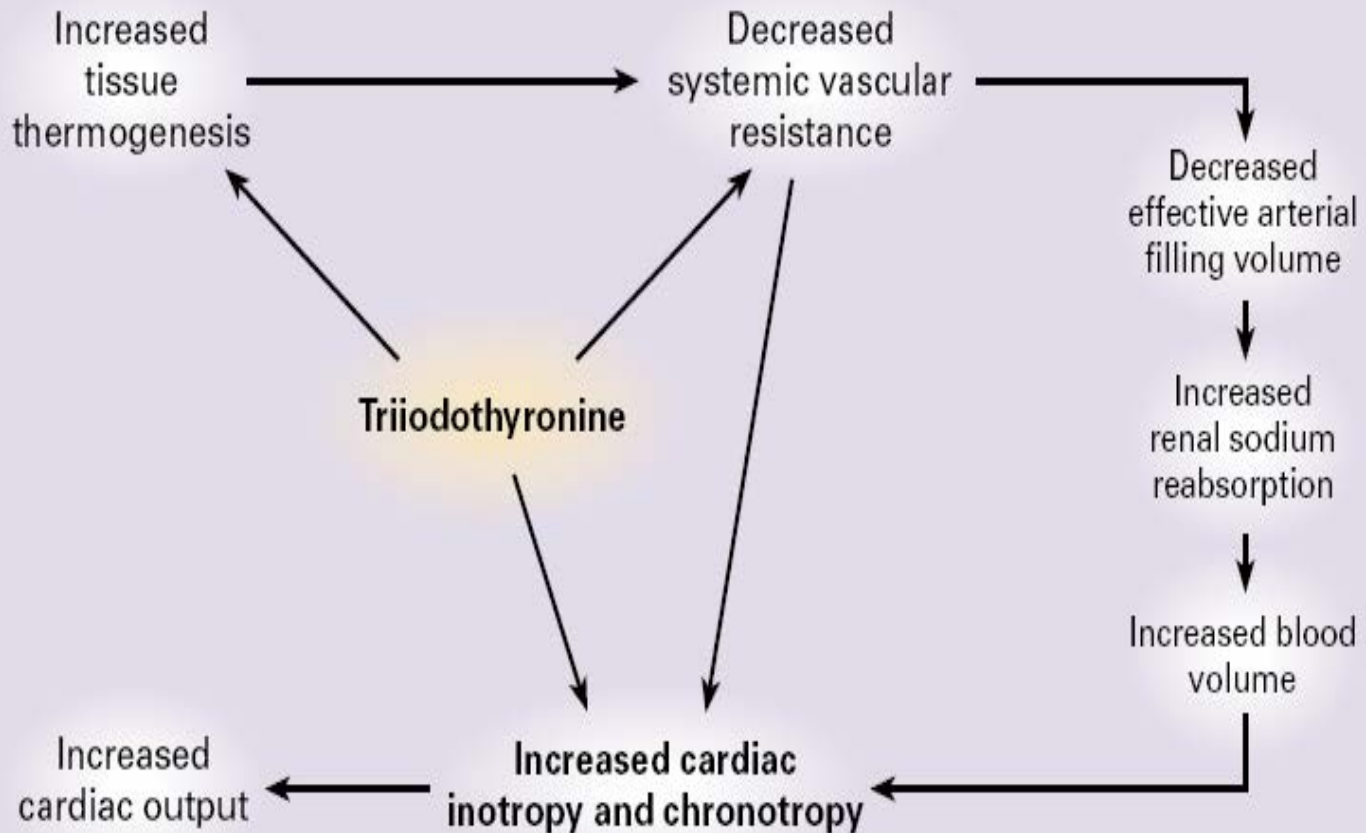 Increased
tissue
thermogenesis
Decreased
systemic vascular
resistance
Decreased
effective arterial
filling volume
Triiodothyronine
Increased
renal sodium
reabsorption
Increased blood
volume
Increased
cardiac output
Increased cardiac
inotropy and chronotropy